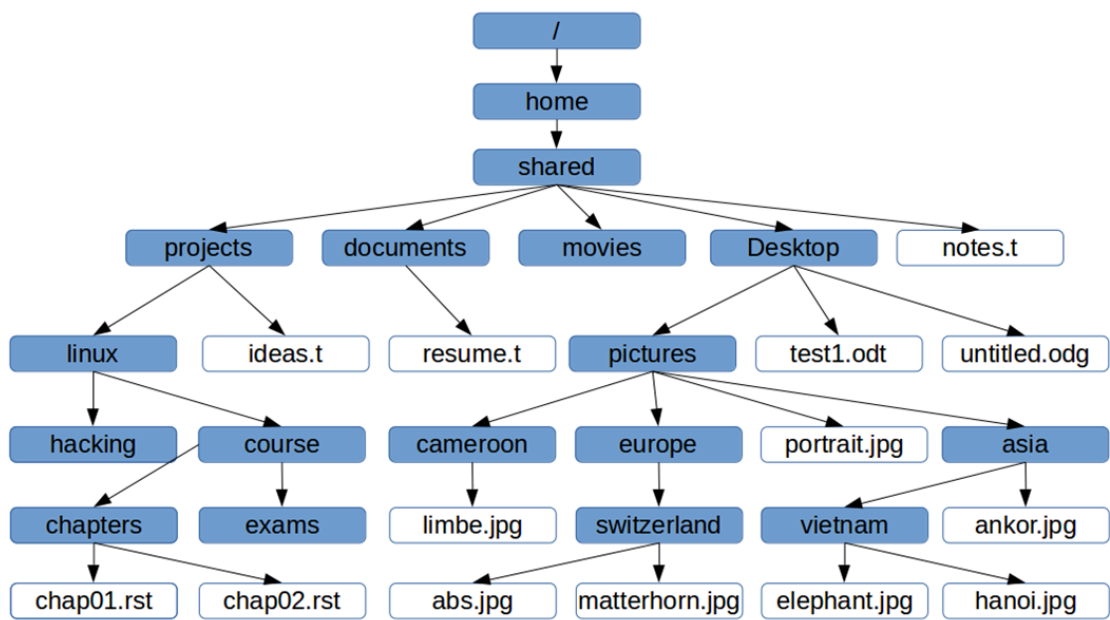 /
home
shared
projects
documents
movies
Desktop
notes.t
linux
ideas.t
resume.t
pictures
test1.odt
untitled.odg
hacking
course
cameroon
europe
portrait.jpg
asia
chapters
exams
limbe.jpg
switzerland
vietnam
ankor.jpg
chap01.rst
chap02.rst
abs.jpg
matterhorn.jpg
elephant.jpg
hanoi.jpg